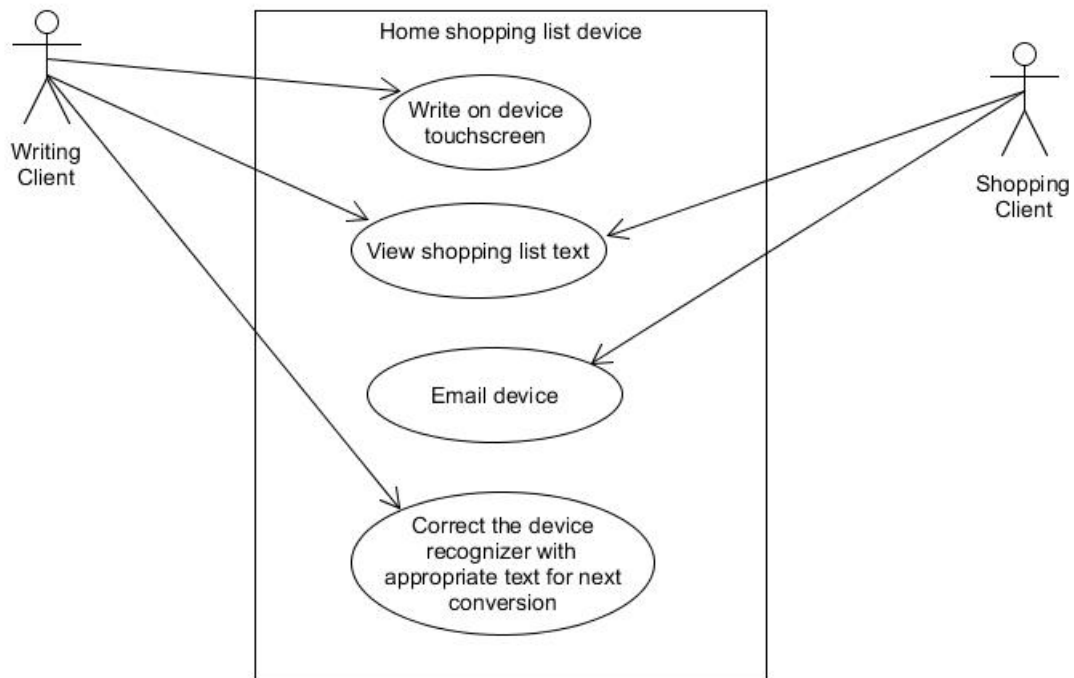 Home shopping list device
Write on device
touchscreen
Writing
Client
Shopping
Client
View shopping list text
Email device
Correct the device
recognizer with
appropriate text for next
conversion